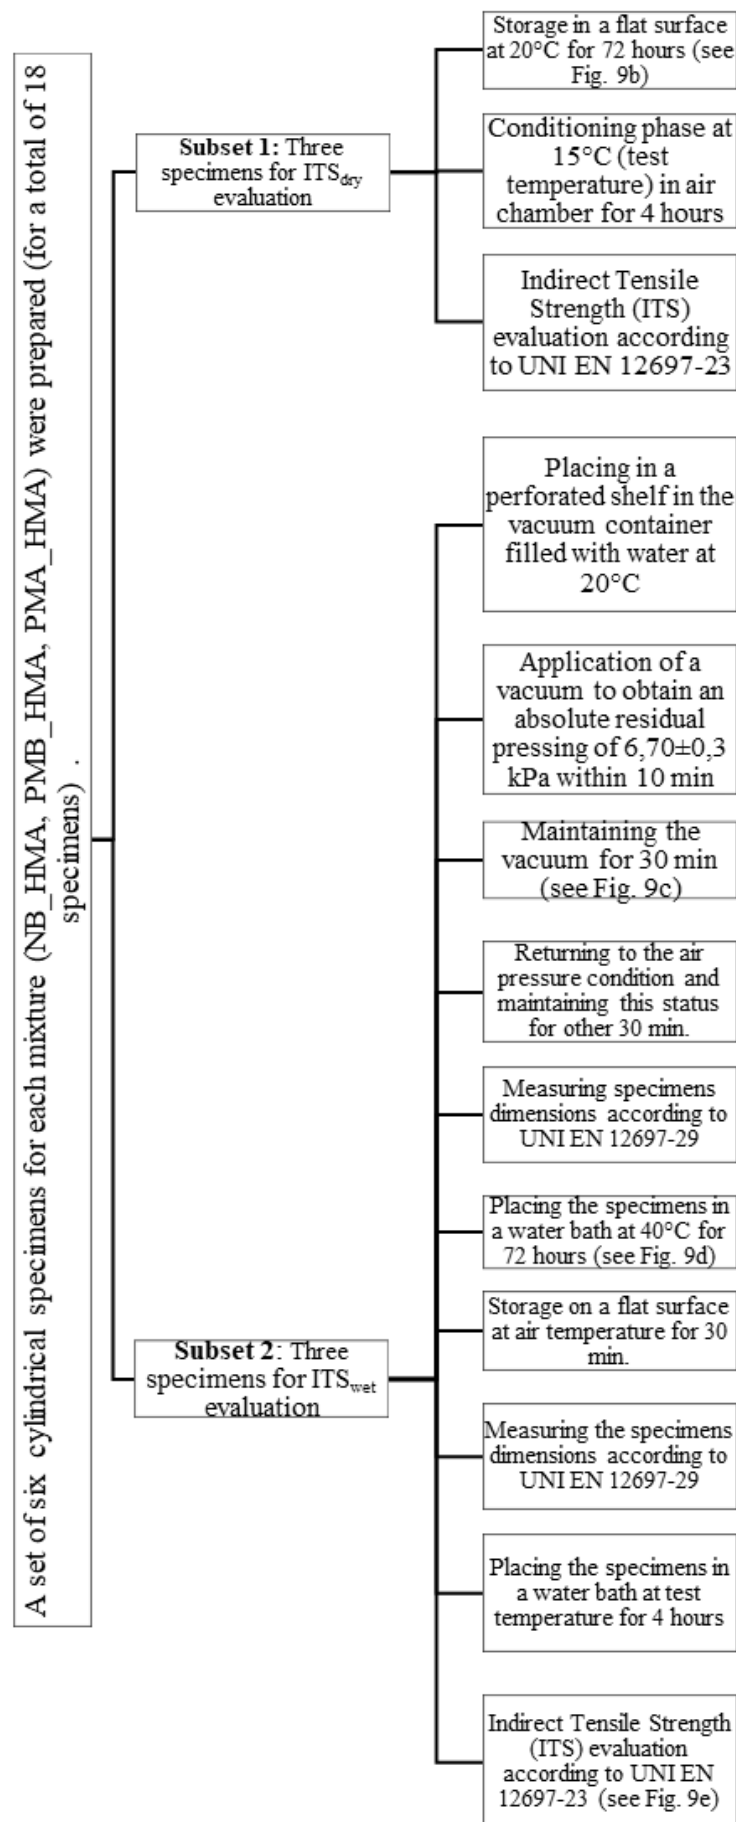 A set of six cylindrical specimens for each mixture (NB_HMA, PMB_HMA, PMA_HMA) were prepared (for a total of 18
specimens) .
Subset 1: Three
specimens for ITSdry
evaluation
Storage in a flat surface
at 20°C for 72 hours (see
Fig. 9b)
Conditioning phase at
15°C (test
temperature) in air
chamber for 4 hours
Indirect Tensile
Strength (ITS)
evaluation according
to UNI EN 12697-23
Subset 2: Three
specimens for ITSwet
evaluation
Placing in a
perforated shelf in the
vacuum container
filled with water at
20°C
Application of a
vacuum to obtain an
absolute residual
pressing of 6,70±0,3
kPa within 10 min
Maintaining the
vacuum for 30 min
(see Fig. 9c)
Returning to the air
pressure condition and
maintaining this status
for other 30 min.
Measuring specimens
dimensions according to
UNI EN 12697-29
Placing the specimens in
a water bath at 40°C for
72 hours (see Fig. 9d)
Storage on a flat surface
at air temperature for 30
min.
Measuring the specimens
dimensions according to
UNI EN 12697-29
Placing the specimens in
a water bath at test
temperature for 4 hours
Indirect Tensile Strength
(ITS) evaluation
according to UNI EN
12697-23 (see Fig. 9e)